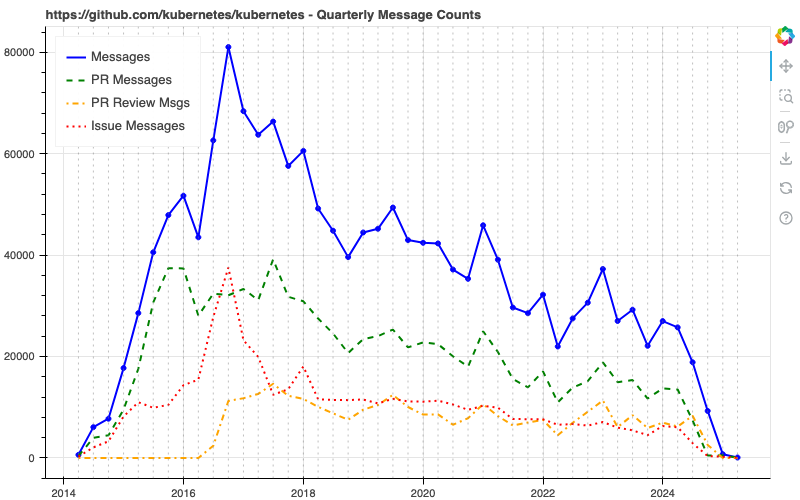 https://github.com/kubernetes/kubernetes - Quarterly Message Counts
Messages
PR Messages
PR Review Msgs
Issue Messages
80000
60000
40000
20000
0
2014 2016 2018 2020 2022 2024